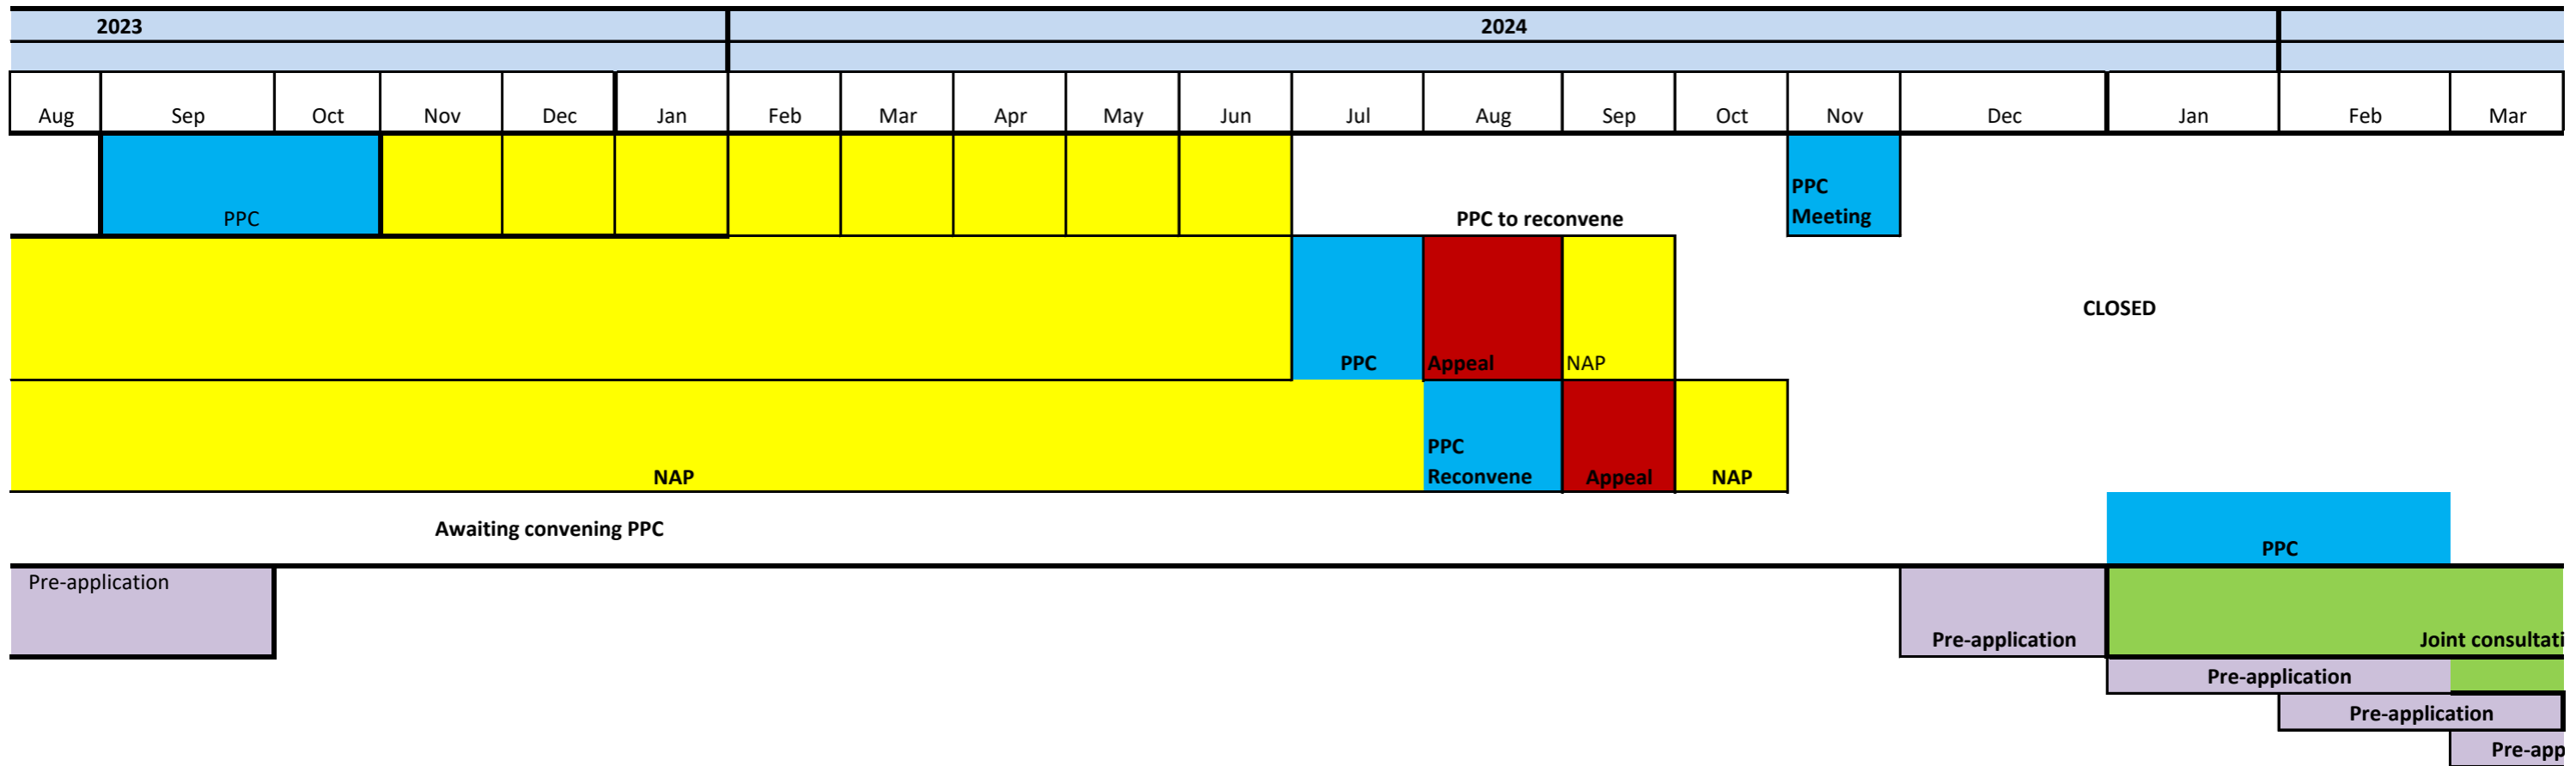 2023 2024
Aug Sep Oct Nov Dec Jan Feb Mar Apr May Jun Jul Aug Sep Oct Nov Dec Jan Feb Mar
PPC
PPC to reconvene
PPC
Meeting
PPC
Appeal
NAP
CLOSED
NAP
PPC
Reconvene
Appeal
NAP
Awaiting convening PPC
PPC
Pre-application
Pre-application
Joint consultati
Pre-application
Pre-application
Pre-app